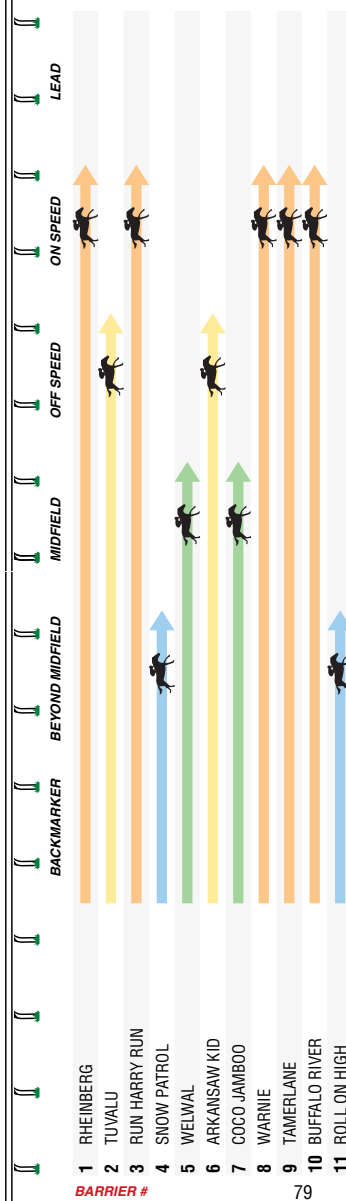 BACKMARKER BEYOND MIDFIELD MIDFIELD OFF SPEED ON SPEED LEAD
1 RHEINBERG
2 TUVALU
3 RUN HARRY RUN
4 SNOW PATROL
5 WELWAL
6 ARKANSAW KID
7 COCO JAMBOO
8 WARNIE
9 TAMERLANE
10 BUFFALO RIVER
11 ROLL ON HIGH
BARRIER #
79